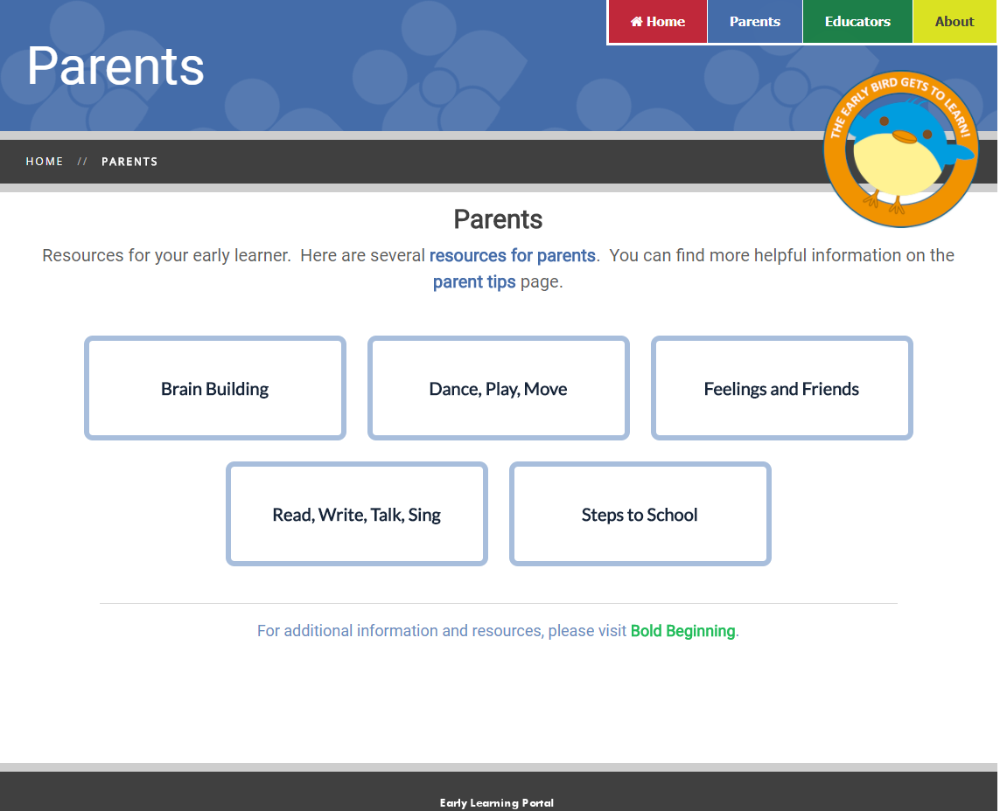 Home
Parents
Educators
About
Parents
THE EARLY BIRD GETS TO LEARN!
HOME // PARENTS
Parents
Resources for your early learner.  Here are several resources for parents.  You can find more helpful information on the
parent tips page.
Brain Building
Dance, Play, Move
Feelings and Friends
Read, Write, Talk, Sing
Steps to School
For additional information and resources, please visit Bold Beginning.
Early Learning Portal